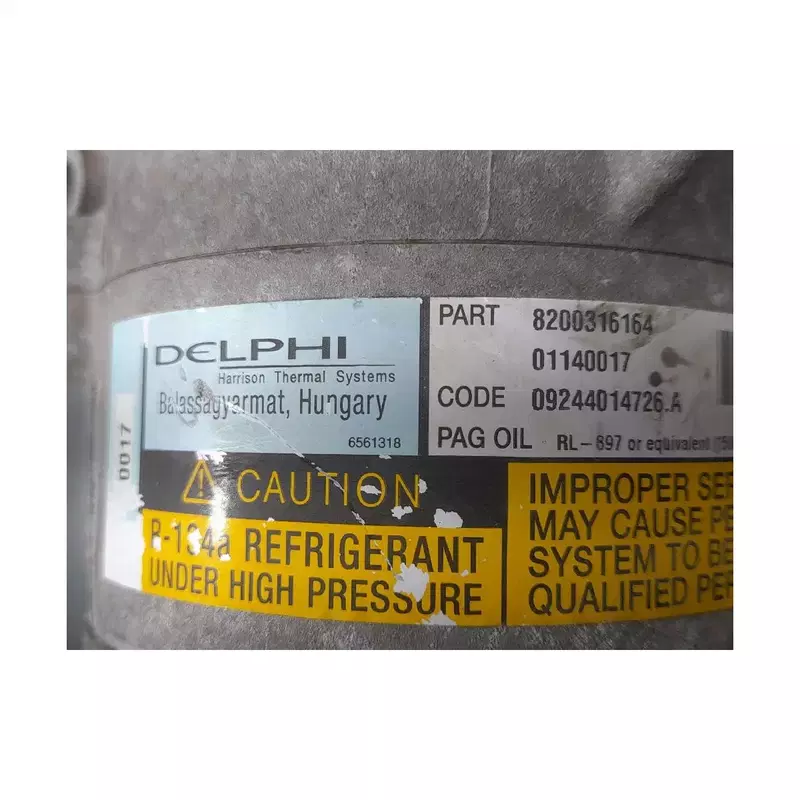 DELPHI
Harrison Thermal Systems
Balassagyarmat, Hungary
6561318
0017
PART 8200316164
01140017
CODE 09244014726.A
PAG OIL RL-897 or equivalent
CAUTION
R-134a REFRIGERANT
UNDER HIGH PRESSURE
IMPROPER SE
MAY CAUSE PE
SYSTEM TO BE
QUALIFIED PE